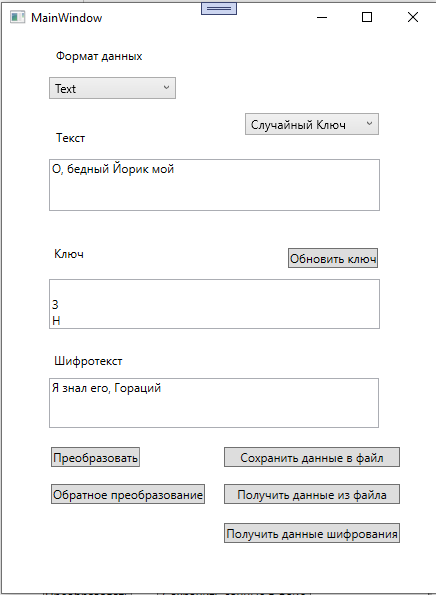 MainWindow
Формат данных
Text
Случайный Ключ
Текст
О, бедный Йорик мой
Ключ
Обновить ключ
З
Н
Шифротекст
Я знал его, Гораций
Преобразовать
Сохранить данные в файл
Обратное преобразование
Получить данные из файла
Получить данные шифрования